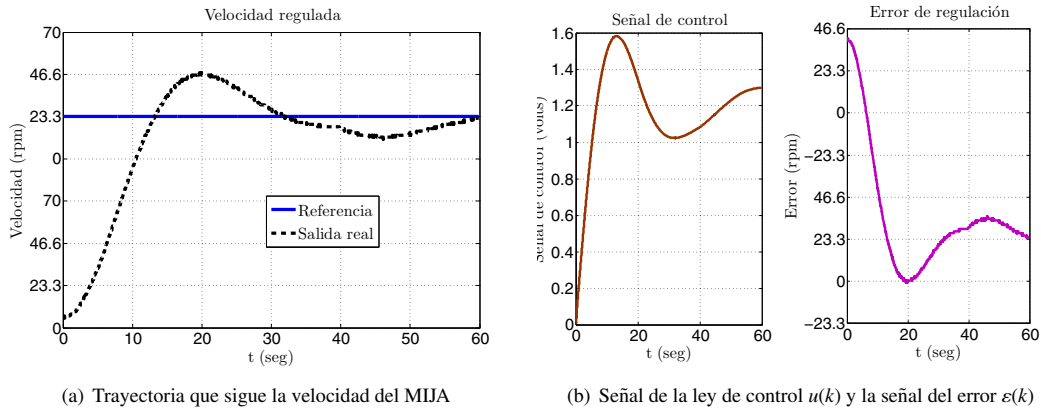 Velocidad regulada
Velocidad (rpm)
70
46.6
23.3
0
70
46.6
23.3
0
Referencia
Salida real
0 10 20 30 40 50 60
t (seg)
Señal de control
Señal de control (volts)
1.6
1.4
1.2
1
0.8
0.6
0.4
0.2
0
0 20 40 60
t (seg)
Error de regulación
Error (rpm)
46.6
23.3
0
−23.3
46.6
23.3
0
−23.3
0 20 40 60
t (seg)
(a) Trayectoria que sigue la velocidad del MIJA
(b) Señal de la ley de control u(k) y la señal del error ε(k)